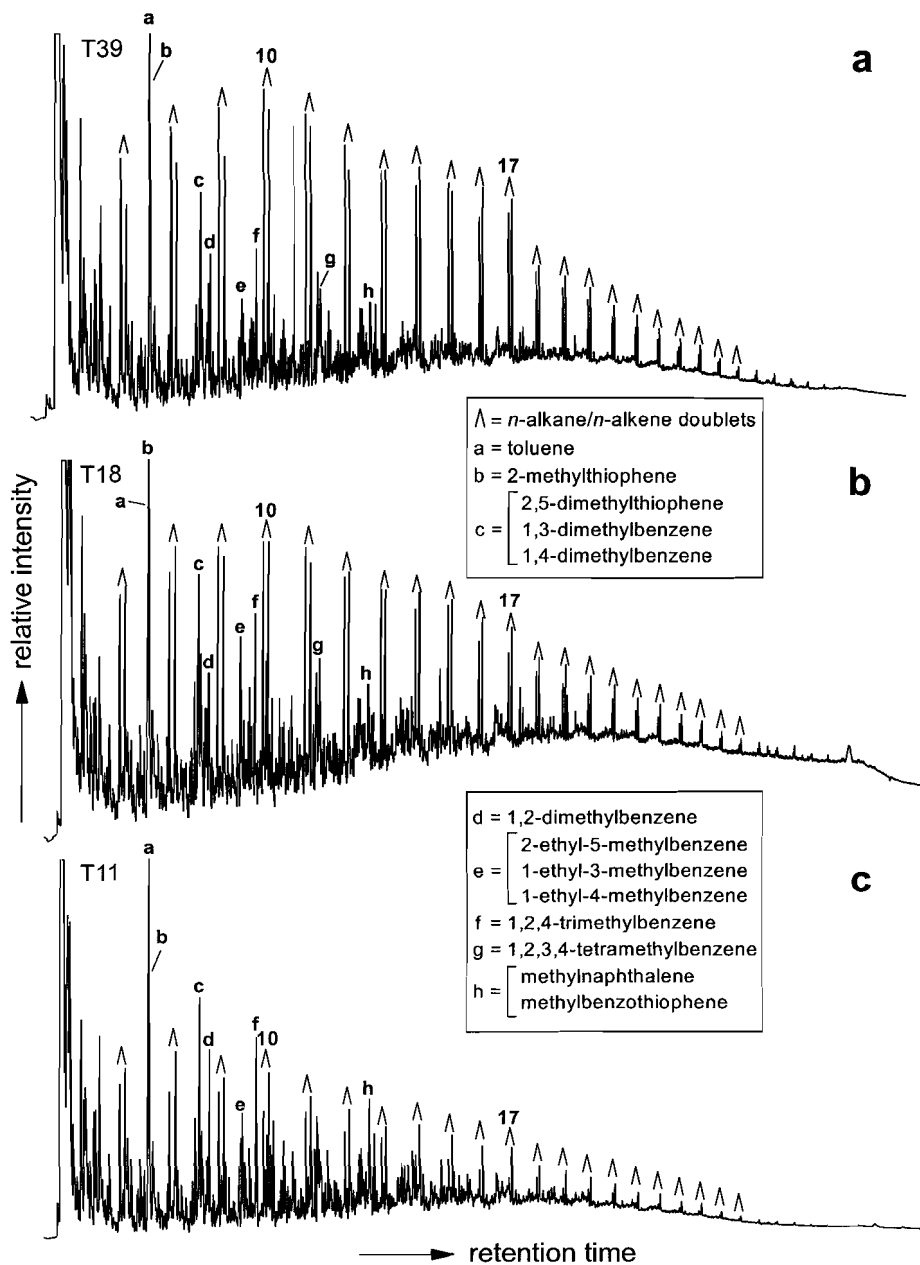 a
b
T39
10
a
c
17
d
f
g
e
h
Λ = n-alkane/n-alkene doublets
a = toluene
b = 2-methylthiophene
2,5-dimethylthiophene
c = 1,3-dimethylbenzene
1,4-dimethylbenzene
b
T18
a
10
b
c
17
f
e
g
d
h
relative intensity
d = 1,2-dimethylbenzene
2-ethyl-5-methylbenzene
e = 1-ethyl-3-methylbenzene
1-ethyl-4-methylbenzene
f = 1,2,4-trimethylbenzene
g = 1,2,3,4-tetramethylbenzene
h = methylnaphthalene
methylbenzothiophene
a
T11
c
b
c
f
d
10
h
e
17
retention time